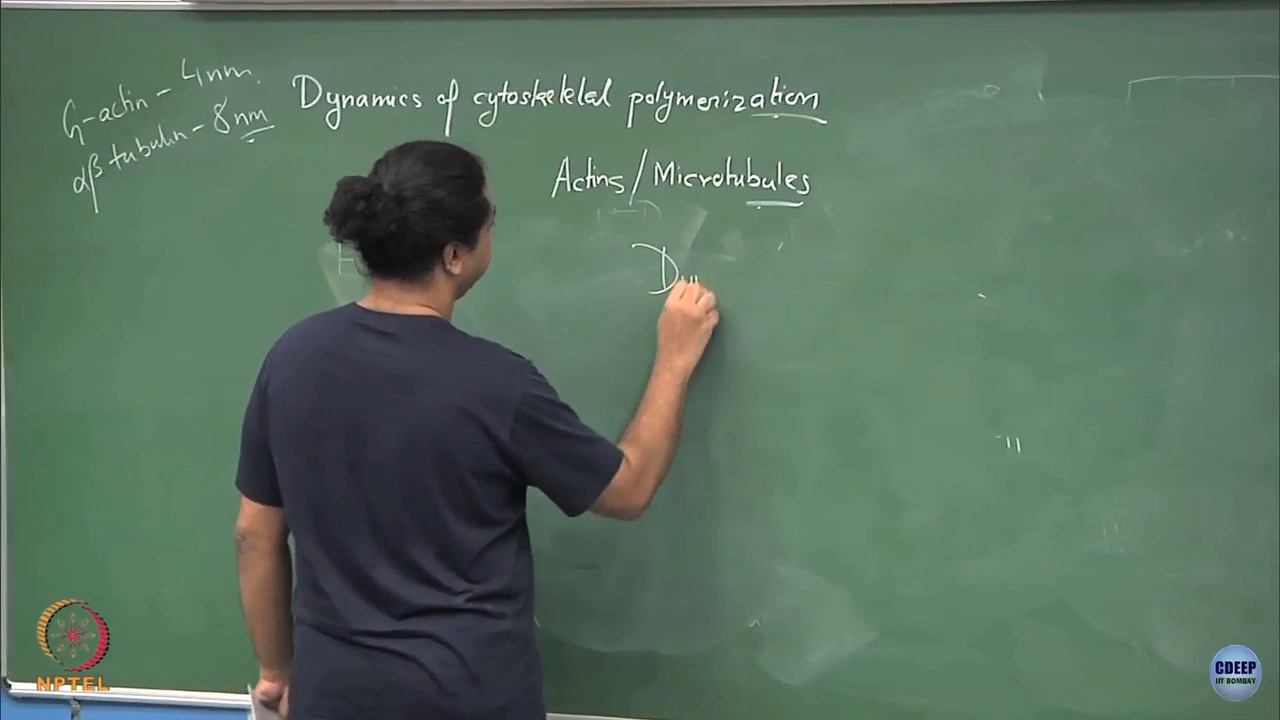 G-actin - 4nm.
αβ tubulin - 8nm
Dynamics of cytoskeletal polymerization
Actins/Microtubules
D
NPTEL
CDEEP
IIT BOMBAY